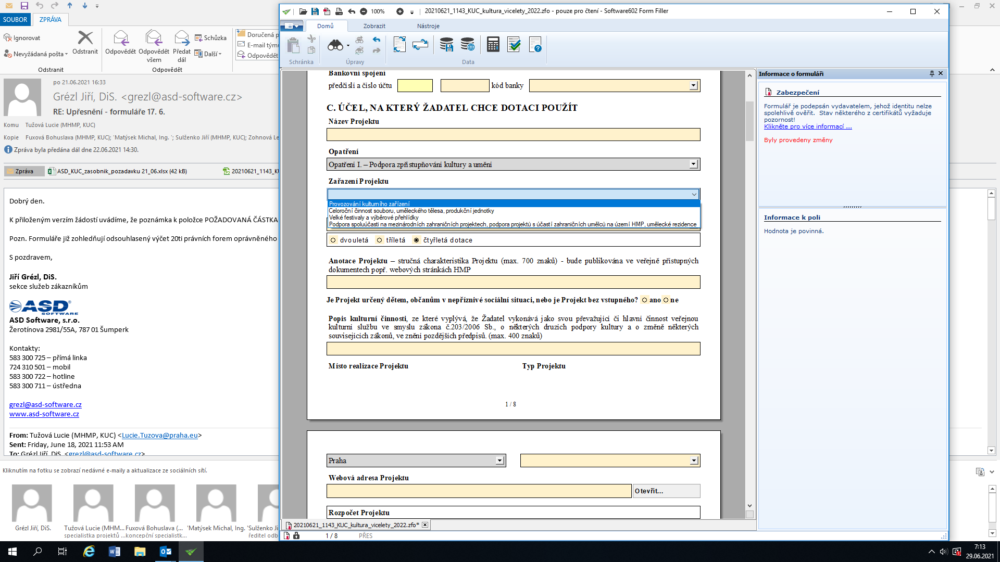 SOUBOR
ZPRÁVA
Ignorovat
Nevyžádaná pošta
Odstranit
Odpovědět
Odpovědět všem
Předat dál
Schůzka
Další
Doručená p
E-mail týmu
Odpovědět
Odstranit
Odpovědět
po 21.06.2021 16:33
Grézl Jiří, DiS. <grezl@asd-software.cz>
RE: Upřesnění - formuláře 17. 6.
Komu Tužová Lucie (MHMP, KUC)
Kopie Fuxová Bohuslava (MHMP, KUC); 'Matýsek Michal, Ing. '; Sulženko Jiří (MHMP, KUC); Zohnová Le
Zpráva byla předána dál dne 22.06.2021 14:30.
Zpráva
ASD_KUC_zasobnik_pozadavku 21_06.xlsx (42 kB)
20210621_1143_KU
Dobrý den.
K přiloženým verzím žádostí uvádíme, že poznámka k položce POŽADOVANÁ ČÁSTKA
Pozn. Formuláře již zohledňují odsouhlasený výčet 20ti právních forem oprávněného
S pozdravem,
Jiří Grézl, DiS.
sekce služeb zákazníkům
ASD
SOFTWARE
ASD Software, s.r.o.
Žerotínova 2981/55A, 787 01 Šumperk
Kontakty:
583 300 725 – přímá linka
724 310 501 – mobil
583 300 722 – hotline
583 300 711 – ústředna
grezl@asd-software.cz
www.asd-software.cz
From: Tužová Lucie (MHMP, KUC) <Lucie.Tuzova@praha.eu>
Sent: Friday, June 18, 2021 11:53 AM
To: Grézl Jiří, DiS. <grezl@asd-software.cz>
Kliknutím na fotku se zobrazí nedávné e-maily a aktualizace ze sociálních sítí.
Grézl Jiří, DiS.
Tužová Lucie (MHM...
specialistka projektů ...
Fuxová Bohuslava (...
koncepční specialistk...
'Matýsek Michal, Ing. '
Sulženko Ji
ředitel odb
100%
20210621_1143_KUC_kultura_vicelety_2022.zfo - pouze pro čtení - Software602 Form Filler
Domů
Zobrazit
Nástroje
Schránka
Úpravy
Data
Bankovní spojení
předčíslí a číslo účtu
kód banky
C. ÚČEL, NA KTERÝ ŽADATEL CHCE DOTACI POUŽÍT
Název Projektu
Opatření
Opatření I. – Podpora zpřístupňování kultury a umění
Zařazení Projektu
Provozování kulturního zařízení
Celoroční činnost souboru, uměleckého tělesa, produkční jednotky
Velké festivaly a výběrové přehlídky
Podpora spoluúčasti na mezinárodních zahraničních projektech, podpora projektů s účastí zahraničních umělců na území HMP, umělecké rezidence
dvouletá tříletá čtyřletá dotace
Anotace Projektu – stručná charakteristika Projektu (max. 700 znaků) - bude publikována ve veřejně přístupných
dokumentech popř. webových stránkách HMP
Je Projekt určený dětem, občanům v nepříznivé sociální situaci, nebo je Projekt bez vstupného? ano ne
Popis kulturní činnosti, ze které vyplývá, že Žadatel vykonává jako svou převažující či hlavní činnost veřejnou
kulturní službu ve smyslu zákona č.203/2006 Sb., o některých druzích podpory kultury a o změně některých
souvisejících zákonů, ve znění pozdějších předpisů. (max. 400 znaků)
Místo realizace Projektu
Typ Projektu
1 / 8
Praha
Webová adresa Projektu
Otevřít...
Rozpočet Projektu
20210621_1143_KUC_kultura_vicelety_2022.zfo*
1 / 8
PŘES
Informace o formuláři
Zabezpečení
Formulář je podepsán vydavatelem, jehož identitu nelze
spolehlivě ověřit. Stav některého z certifikátů vyžaduje
pozornost!
Klikněte pro více informací ...
Byly provedeny změny
Informace k poli
Hodnota je povinná.
7:13
29.06.2021